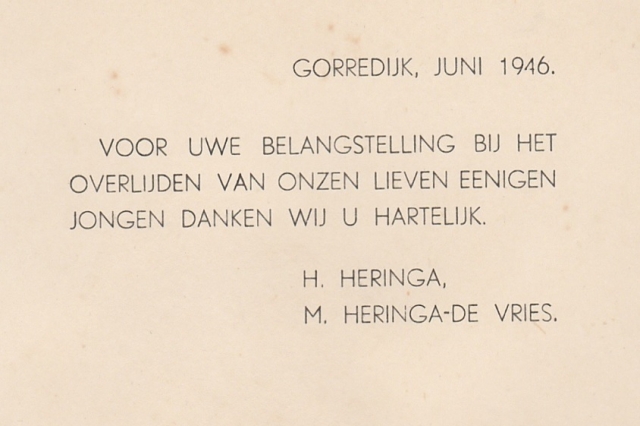 GORREDIJK, JUNI 1946.
VOOR UWE BELANGSTELLING BIJ HET
OVERLIJDEN VAN ONZEN LIEVEN EENIGEN
JONGEN DANKEN WIJ U HARTELIJK.
H. HERINGA,
M. HERINGA-DE VRIES.